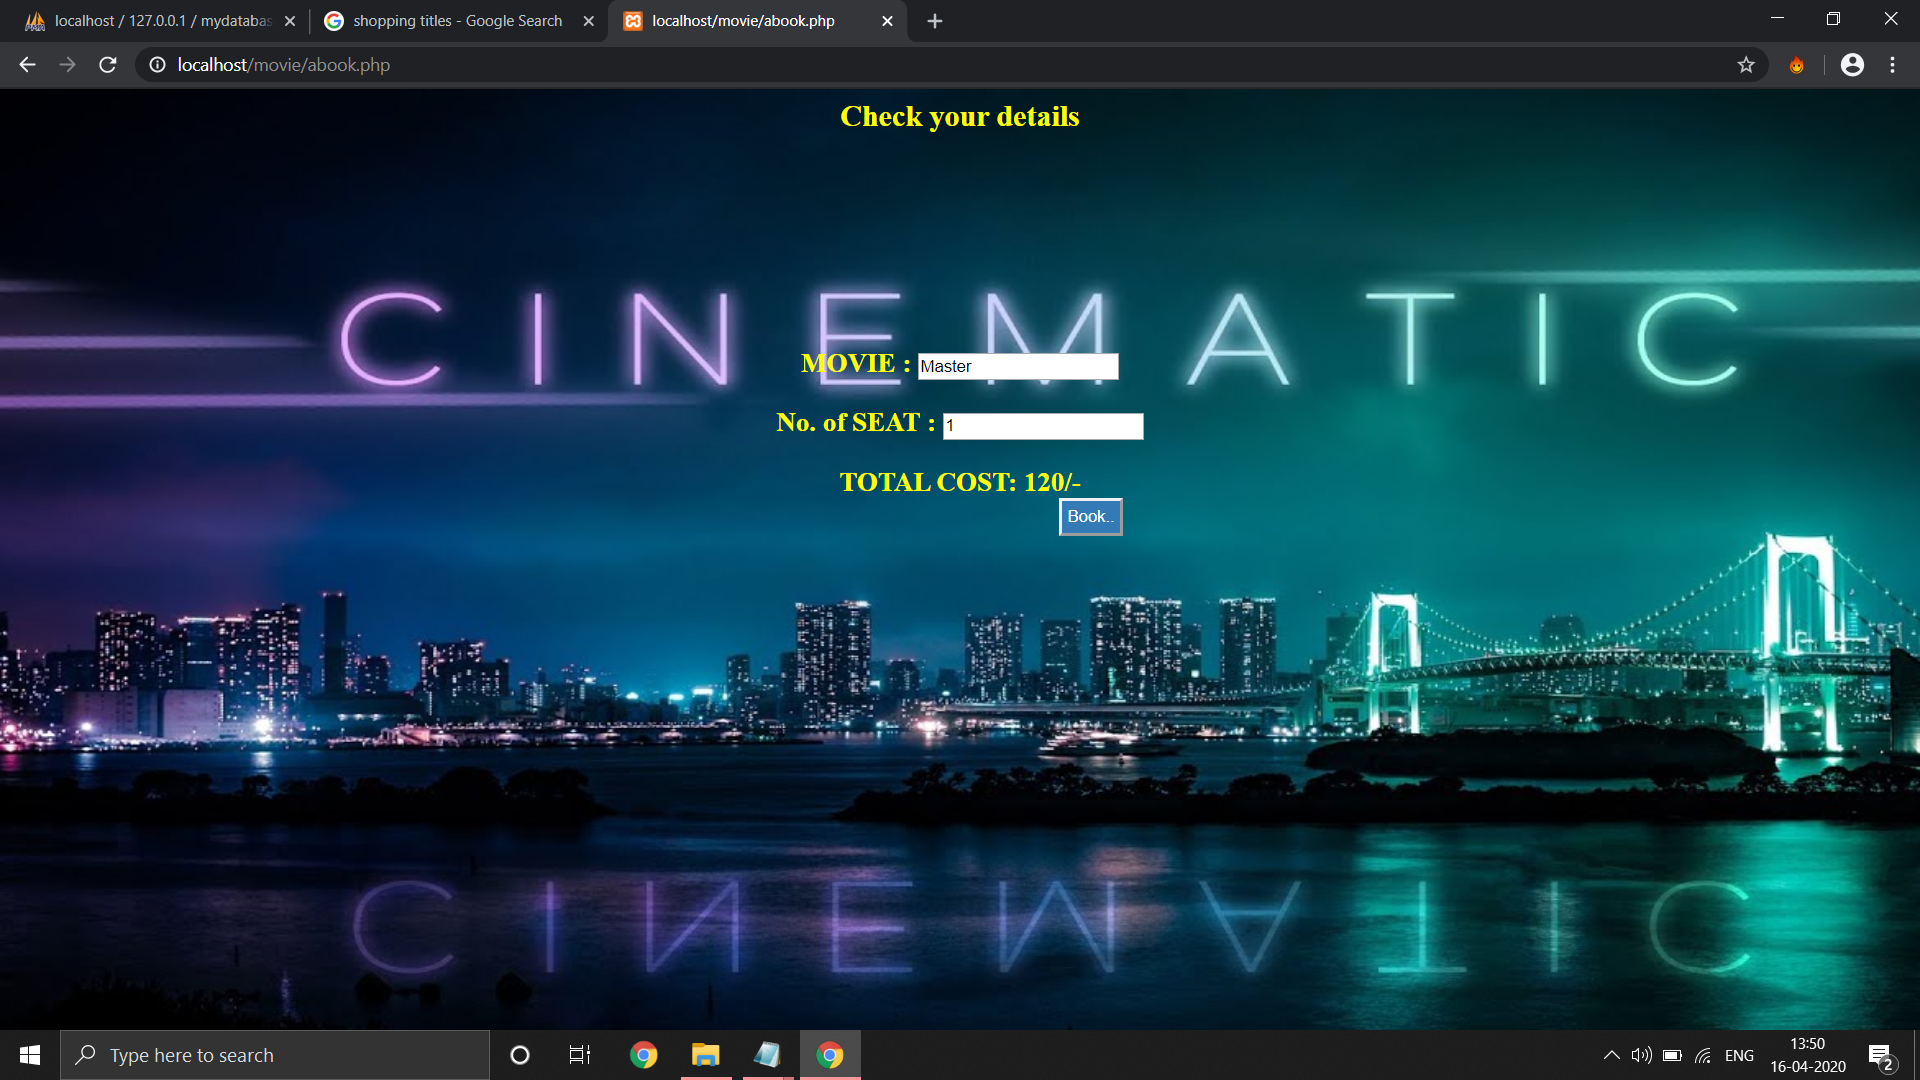 localhost / 127.0.0.1 / mydatabas
shopping titles - Google Search
localhost/movie/abook.php
localhost/movie/abook.php
Check your details
CINEMATIC
MOVIE : Master
No. of SEAT : 1
TOTAL COST: 120/-
Book..
CINEMATIC
Type here to search
ENG
13:50
16-04-2020
2